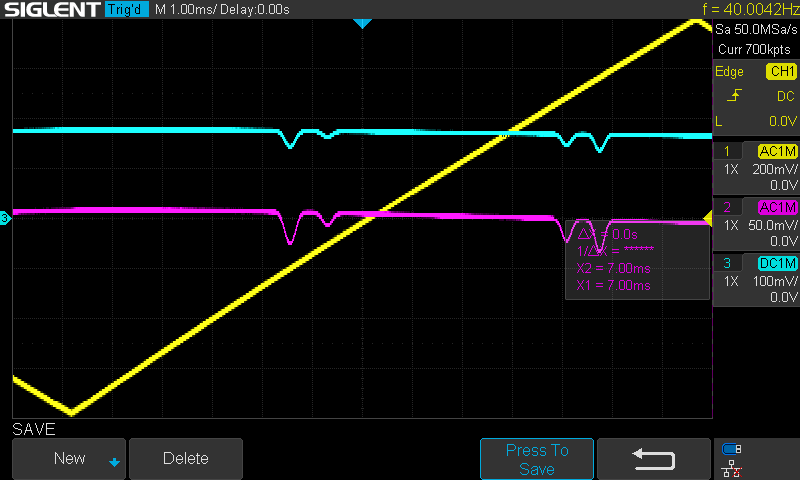 SIGLENT Trig'd M 1.00ms/ Delay:0.00s f = 40.0042Hz
Sa 50.0MSa/s
Curr 700kpts
Edge CH1
DC
L 0.0V
1 AC1M
1X 200mV/
0.0V
2 AC1M
1X 50.0mV/
0.0V
3 DC1M
1X 100mV/
0.0V
3
ΔX = 0.0s
1/ΔX = ******
X2 = 7.00ms
X1 = 7.00ms
SAVE
New Delete Press To
Save